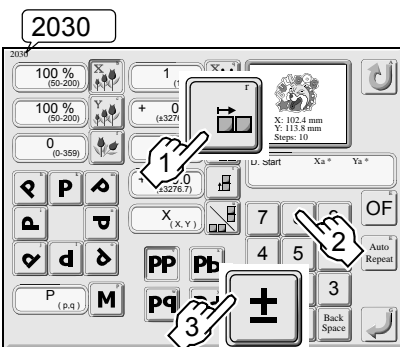 2030
2030
100 %
(50-200)
X
1
X
r
100 %
(50-200)
Y
+ 0
(±3276
0
(0-359)
+ .0
(±3276.7)
X
(X, Y)
X: 102.4 mm
Y: 113.8 mm
Steps: 10
D. Start Xa * Ya *
P P P
P P
P d P
P
(p,q)
M
PP Pb
Pq
7
4 5
3
OF
Auto
Repeat
Back
Space
±
1
2
3